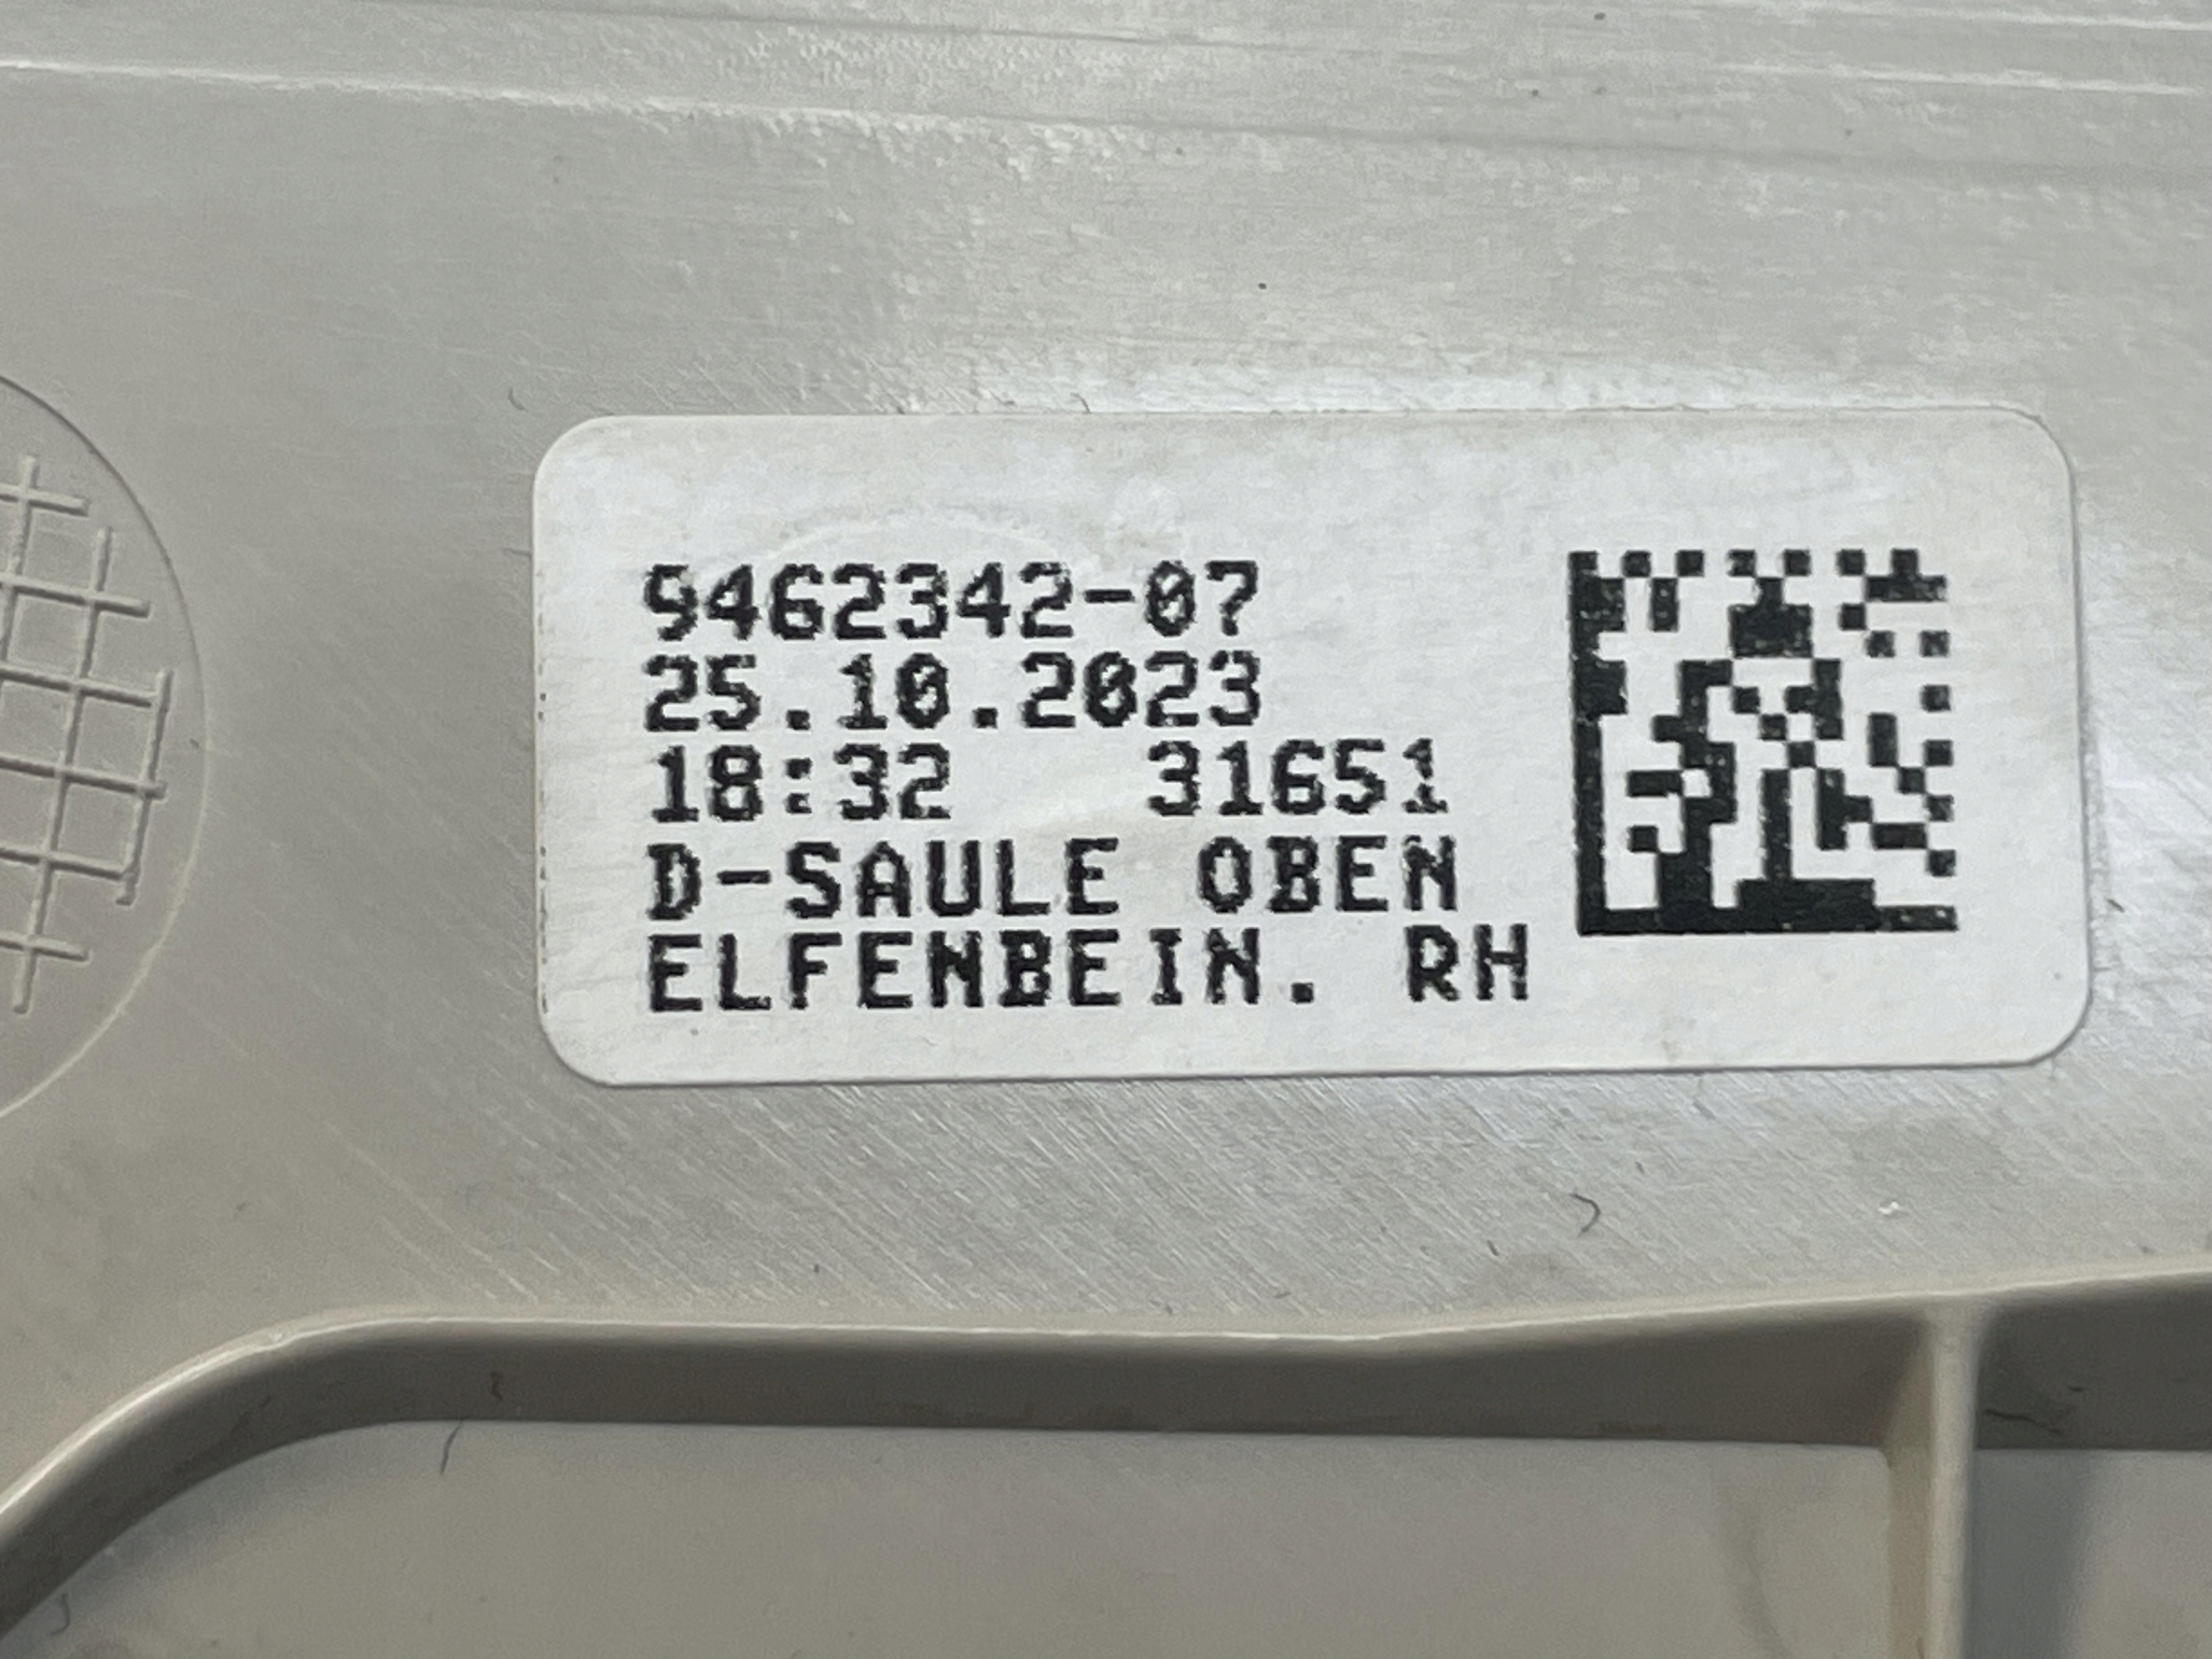 9462342-07
25.10.2023
18:32 31651
D-SAULE OBEN
ELFENBEIN. RH